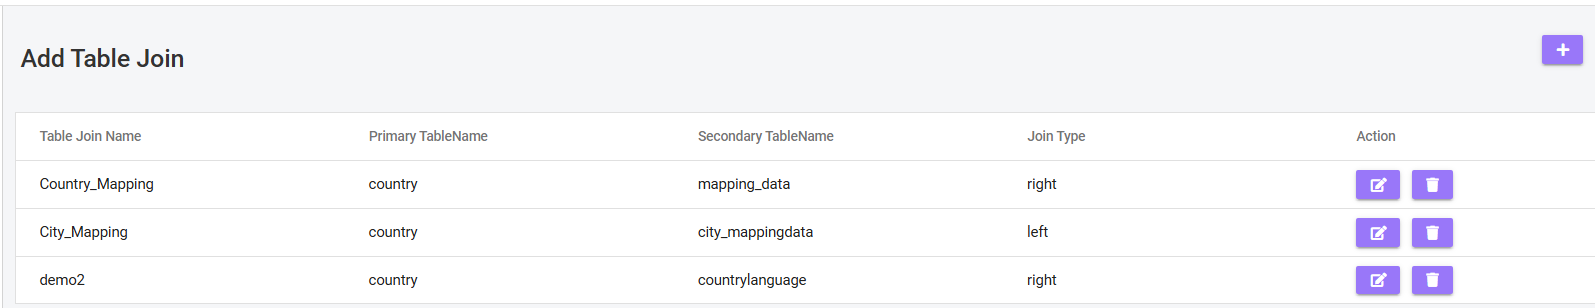 Add Table Join
Table Join Name Primary TableName Secondary TableName Join Type Action
Country_Mapping country mapping_data right
City_Mapping country city_mappingdata left
demo2 country countrylanguage right